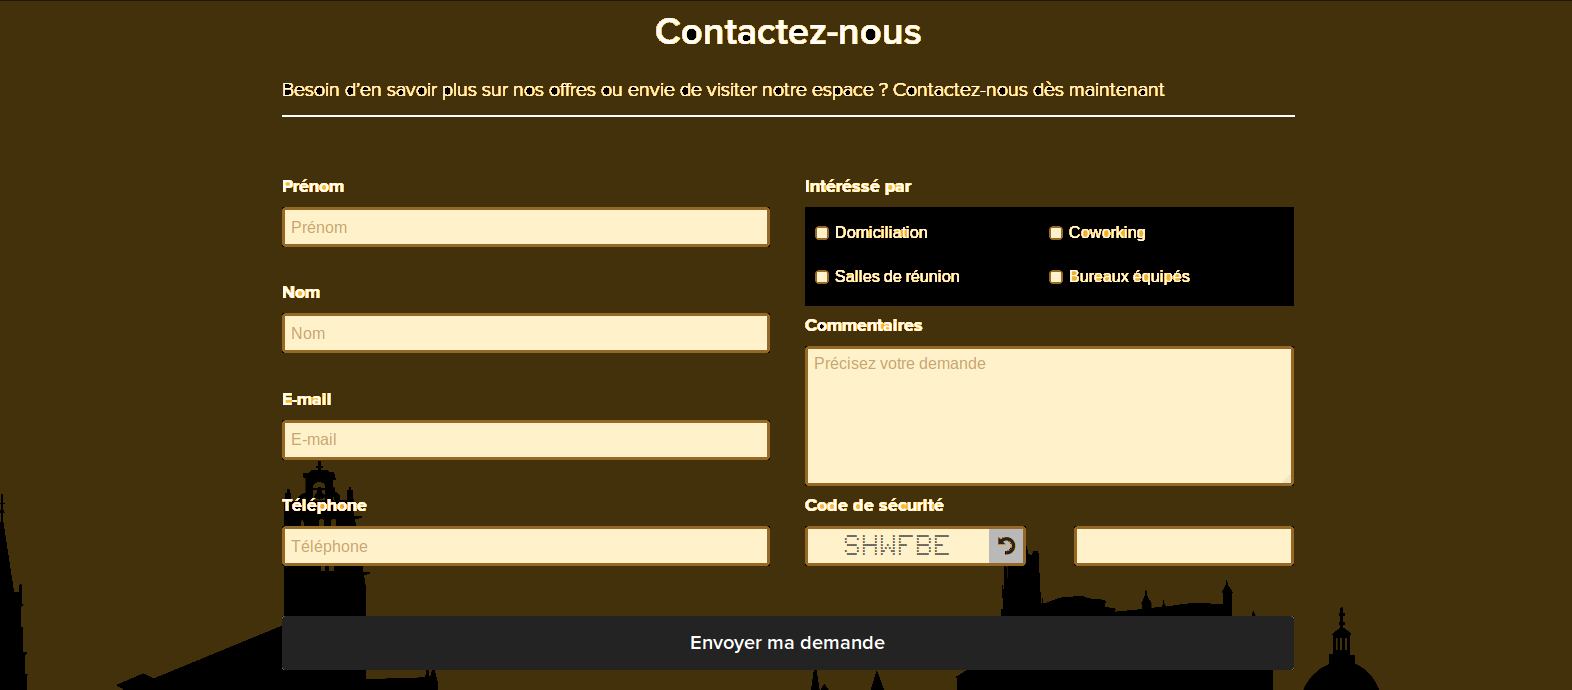 Contactez-nous
Besoin d'en savoir plus sur nos offres ou envie de visiter notre espace ? Contactez-nous dès maintenant
Prénom
Prénom
Nom
Nom
E-mail
E-mail
Téléphone
Téléphone
Intéréssé par
Domiciliation
Coworking
Salles de réunion
Bureaux équipés
Commentaires
Précisez votre demande
Code de sécurité
SHWFBE
Envoyer ma demande